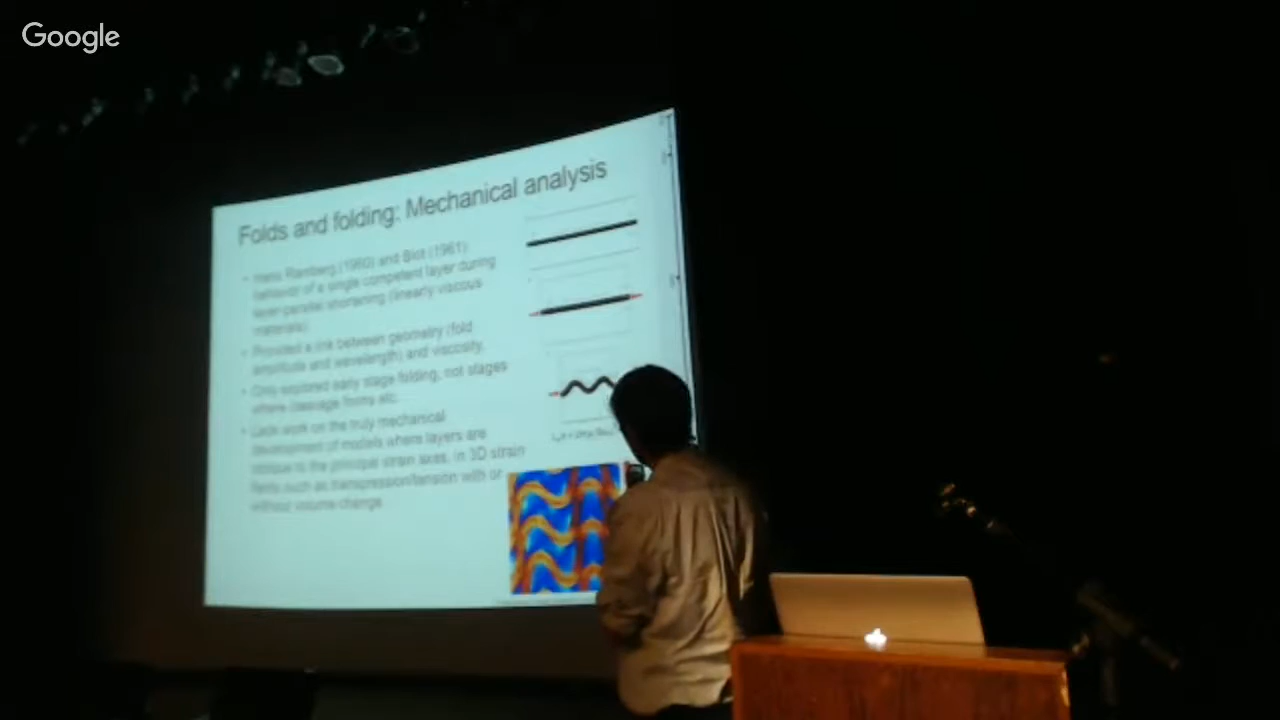 Google
Folds and folding: Mechanical analysis
• Hans Ramberg (1960) and Biot (1961):
behavior of a single competent layer during
layer-parallel shortening (linearly viscous
materials)
• Provided a link between geometry (fold
amplitude and wavelength) and viscosity.
• Only explored early stage folding, not stages
where cleavage forms etc.
• Little work on the truly mechanical
development of models where layers are
oblique to the principal strain axes, in 3D strain
fields such as transpression/tension with or
without volume change